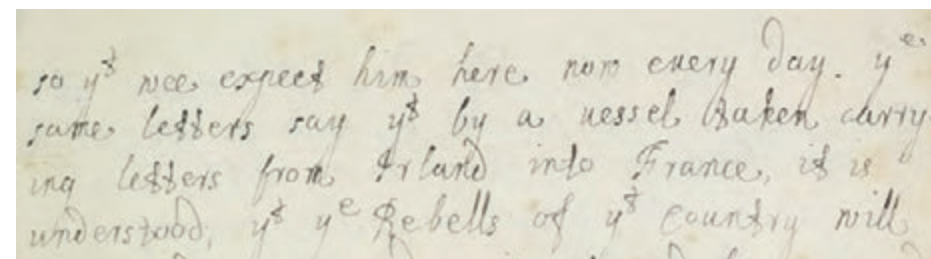 so yt wee expect him here now every day. ye
same letters say yt by a uessel taken carry
ing letters from Irland into France, it is
understood, yt ye Rebells of yt country will